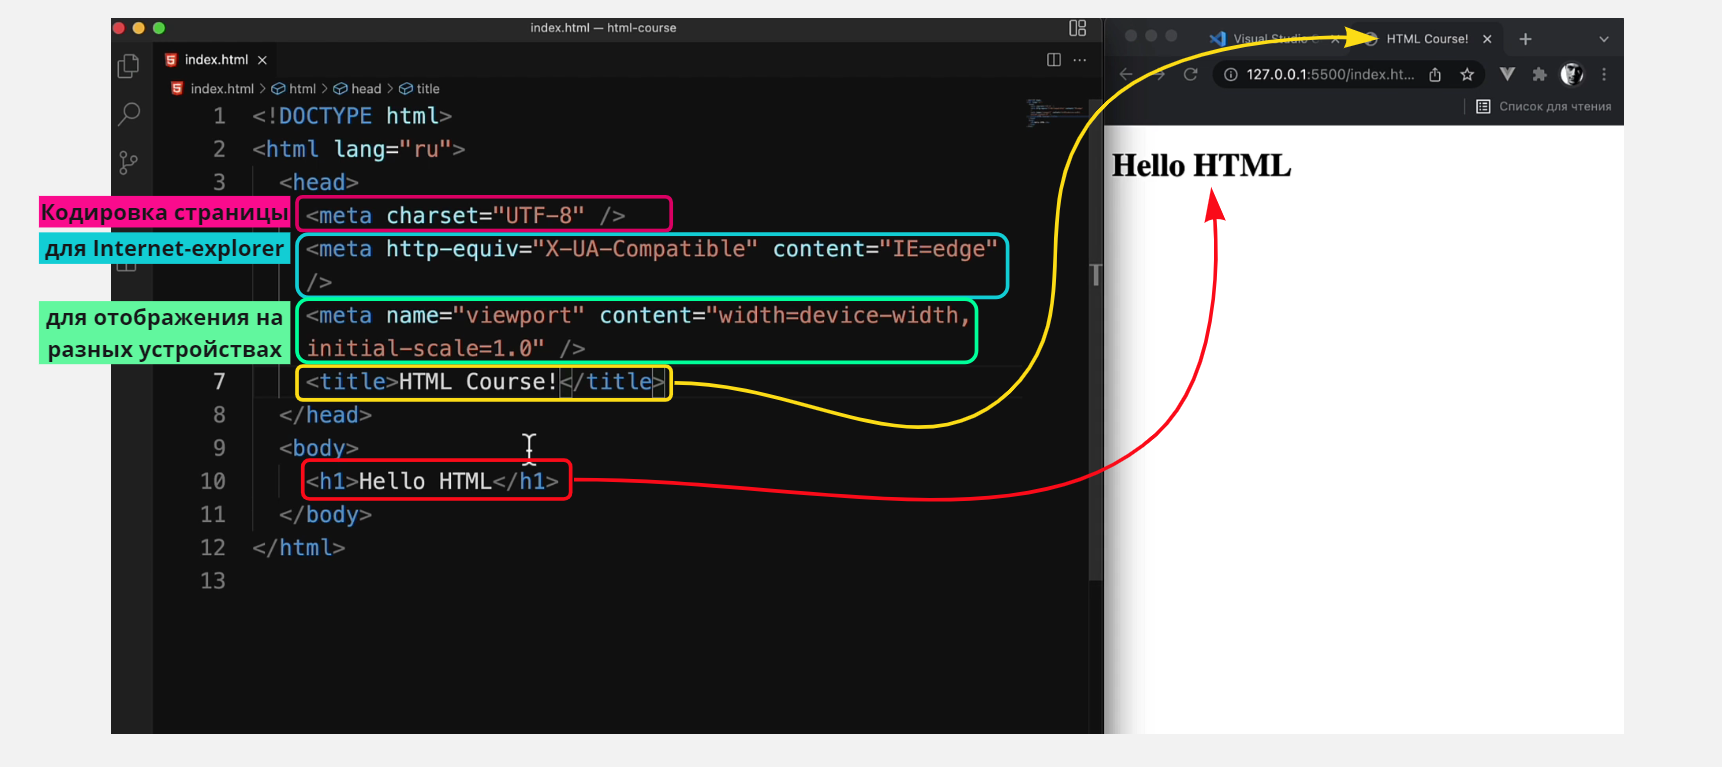 index.html — html-course
index.html
index.html > html > head > title
1 <!DOCTYPE html>
2 <html lang="ru">
3 <head>
Кодировка страницы
<meta charset="UTF-8" />
для Internet-explorer
<meta http-equiv="X-UA-Compatible" content="IE=edge"
/>
для отображения на
разных устройствах
<meta name="viewport" content="width=device-width,
initial-scale=1.0" />
7 <title>HTML Course!</title>
8 </head>
9 <body>
10 <h1>Hello HTML</h1>
11 </body>
12 </html>
13
Visual Studio
HTML Course!
127.0.0.1:5500/index.ht...
Список для чтения
Hello HTML
T